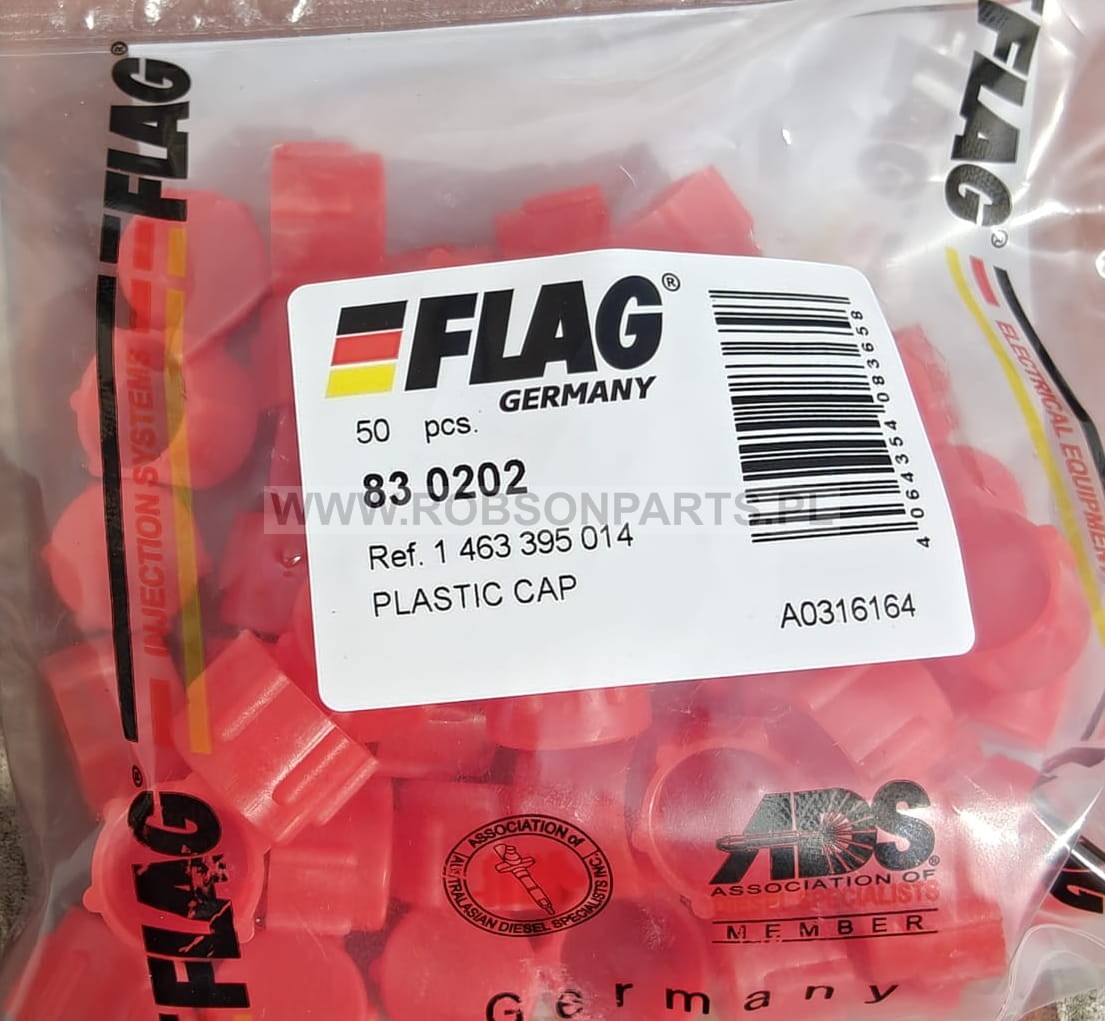 FLAG®
INJECTION SYSTEMS
FLAG®
ELECTRICAL EQUIPMENT
FLAG®
GERMANY
50 pcs.
83 0202
WWW.ROBSONPARTS.PL
Ref. 1 463 395 014
PLASTIC CAP
A0316164
4 064354 083658
FLAG®
ASSOCIATION of
AUSTRALASIAN DIESEL SPECIALISTS INC
ADS®
ASSOCIATION OF
DIESEL SPECIALISTS
MEMBER
Germany